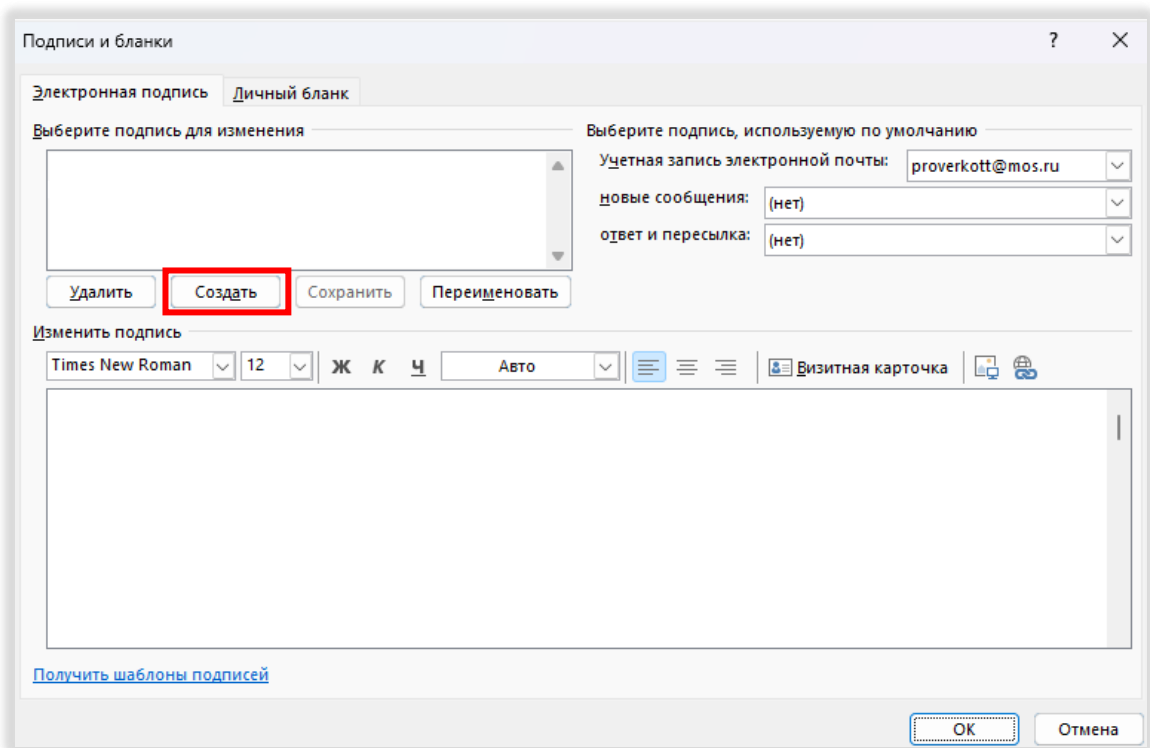 Подписи и бланки
Электронная подпись Личный бланк
Выберите подпись для изменения
Выберите подпись, используемую по умолчанию
Учетная запись электронной почты: proverkott@mos.ru
новые сообщения: (нет)
ответ и пересылка: (нет)
Удалить Создать Сохранить Переименовать
Изменить подпись
Times New Roman 12 Ж К Ч Авто Визитная карточка
Получить шаблоны подписей
ОК Отмена